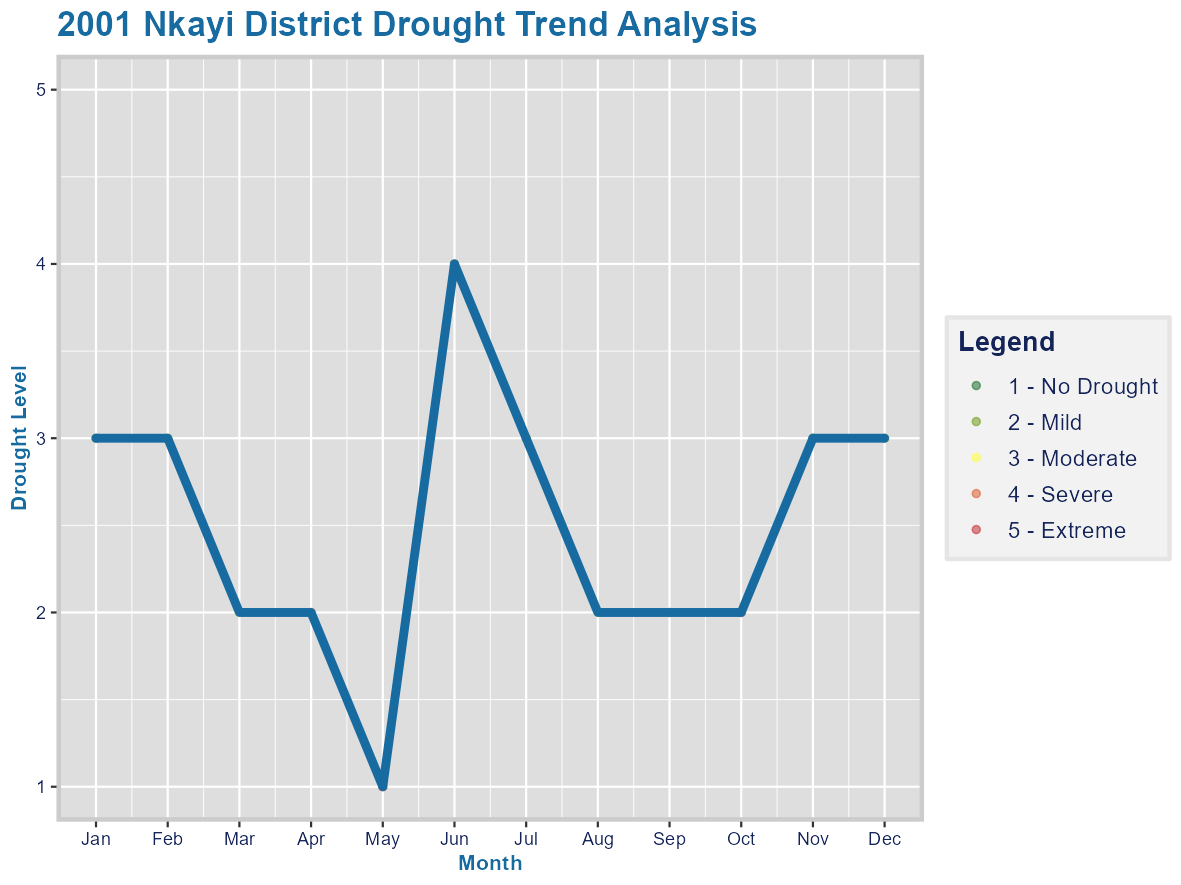 2001 Nkayi District Drought Trend Analysis
Drought Level
5
4
3
2
1
Jan Feb Mar Apr May Jun Jul Aug Sep Oct Nov Dec
Month
Legend
1 - No Drought
2 - Mild
3 - Moderate
4 - Severe
5 - Extreme